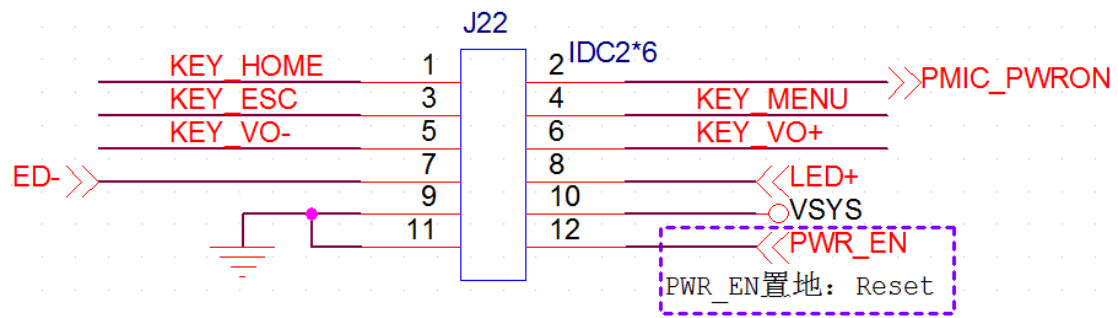 J22
IDC2*6
KEY_HOME 1 2 PMIC_PWRON
KEY_ESC 3 4 KEY_MENU
KEY_VO- 5 6 KEY_VO+
ED- 7 8 LED+
9 10 VSYS
11 12 PWR_EN
PWR_EN置地：Reset